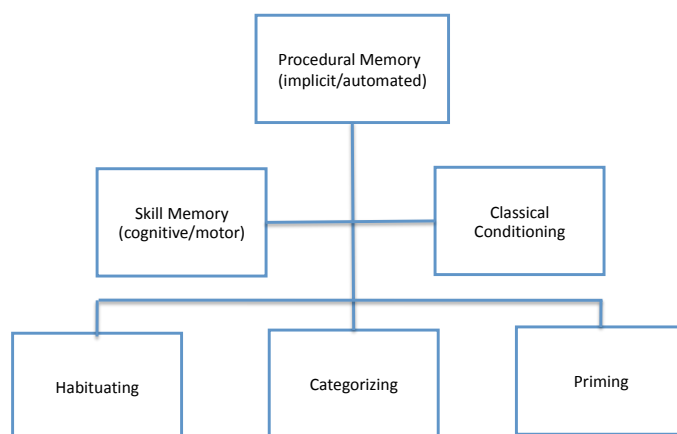 Procedural Memory
(implicit/automated)
Skill Memory
(cognitive/motor)
Classical
Conditioning
Habituating
Categorizing
Priming